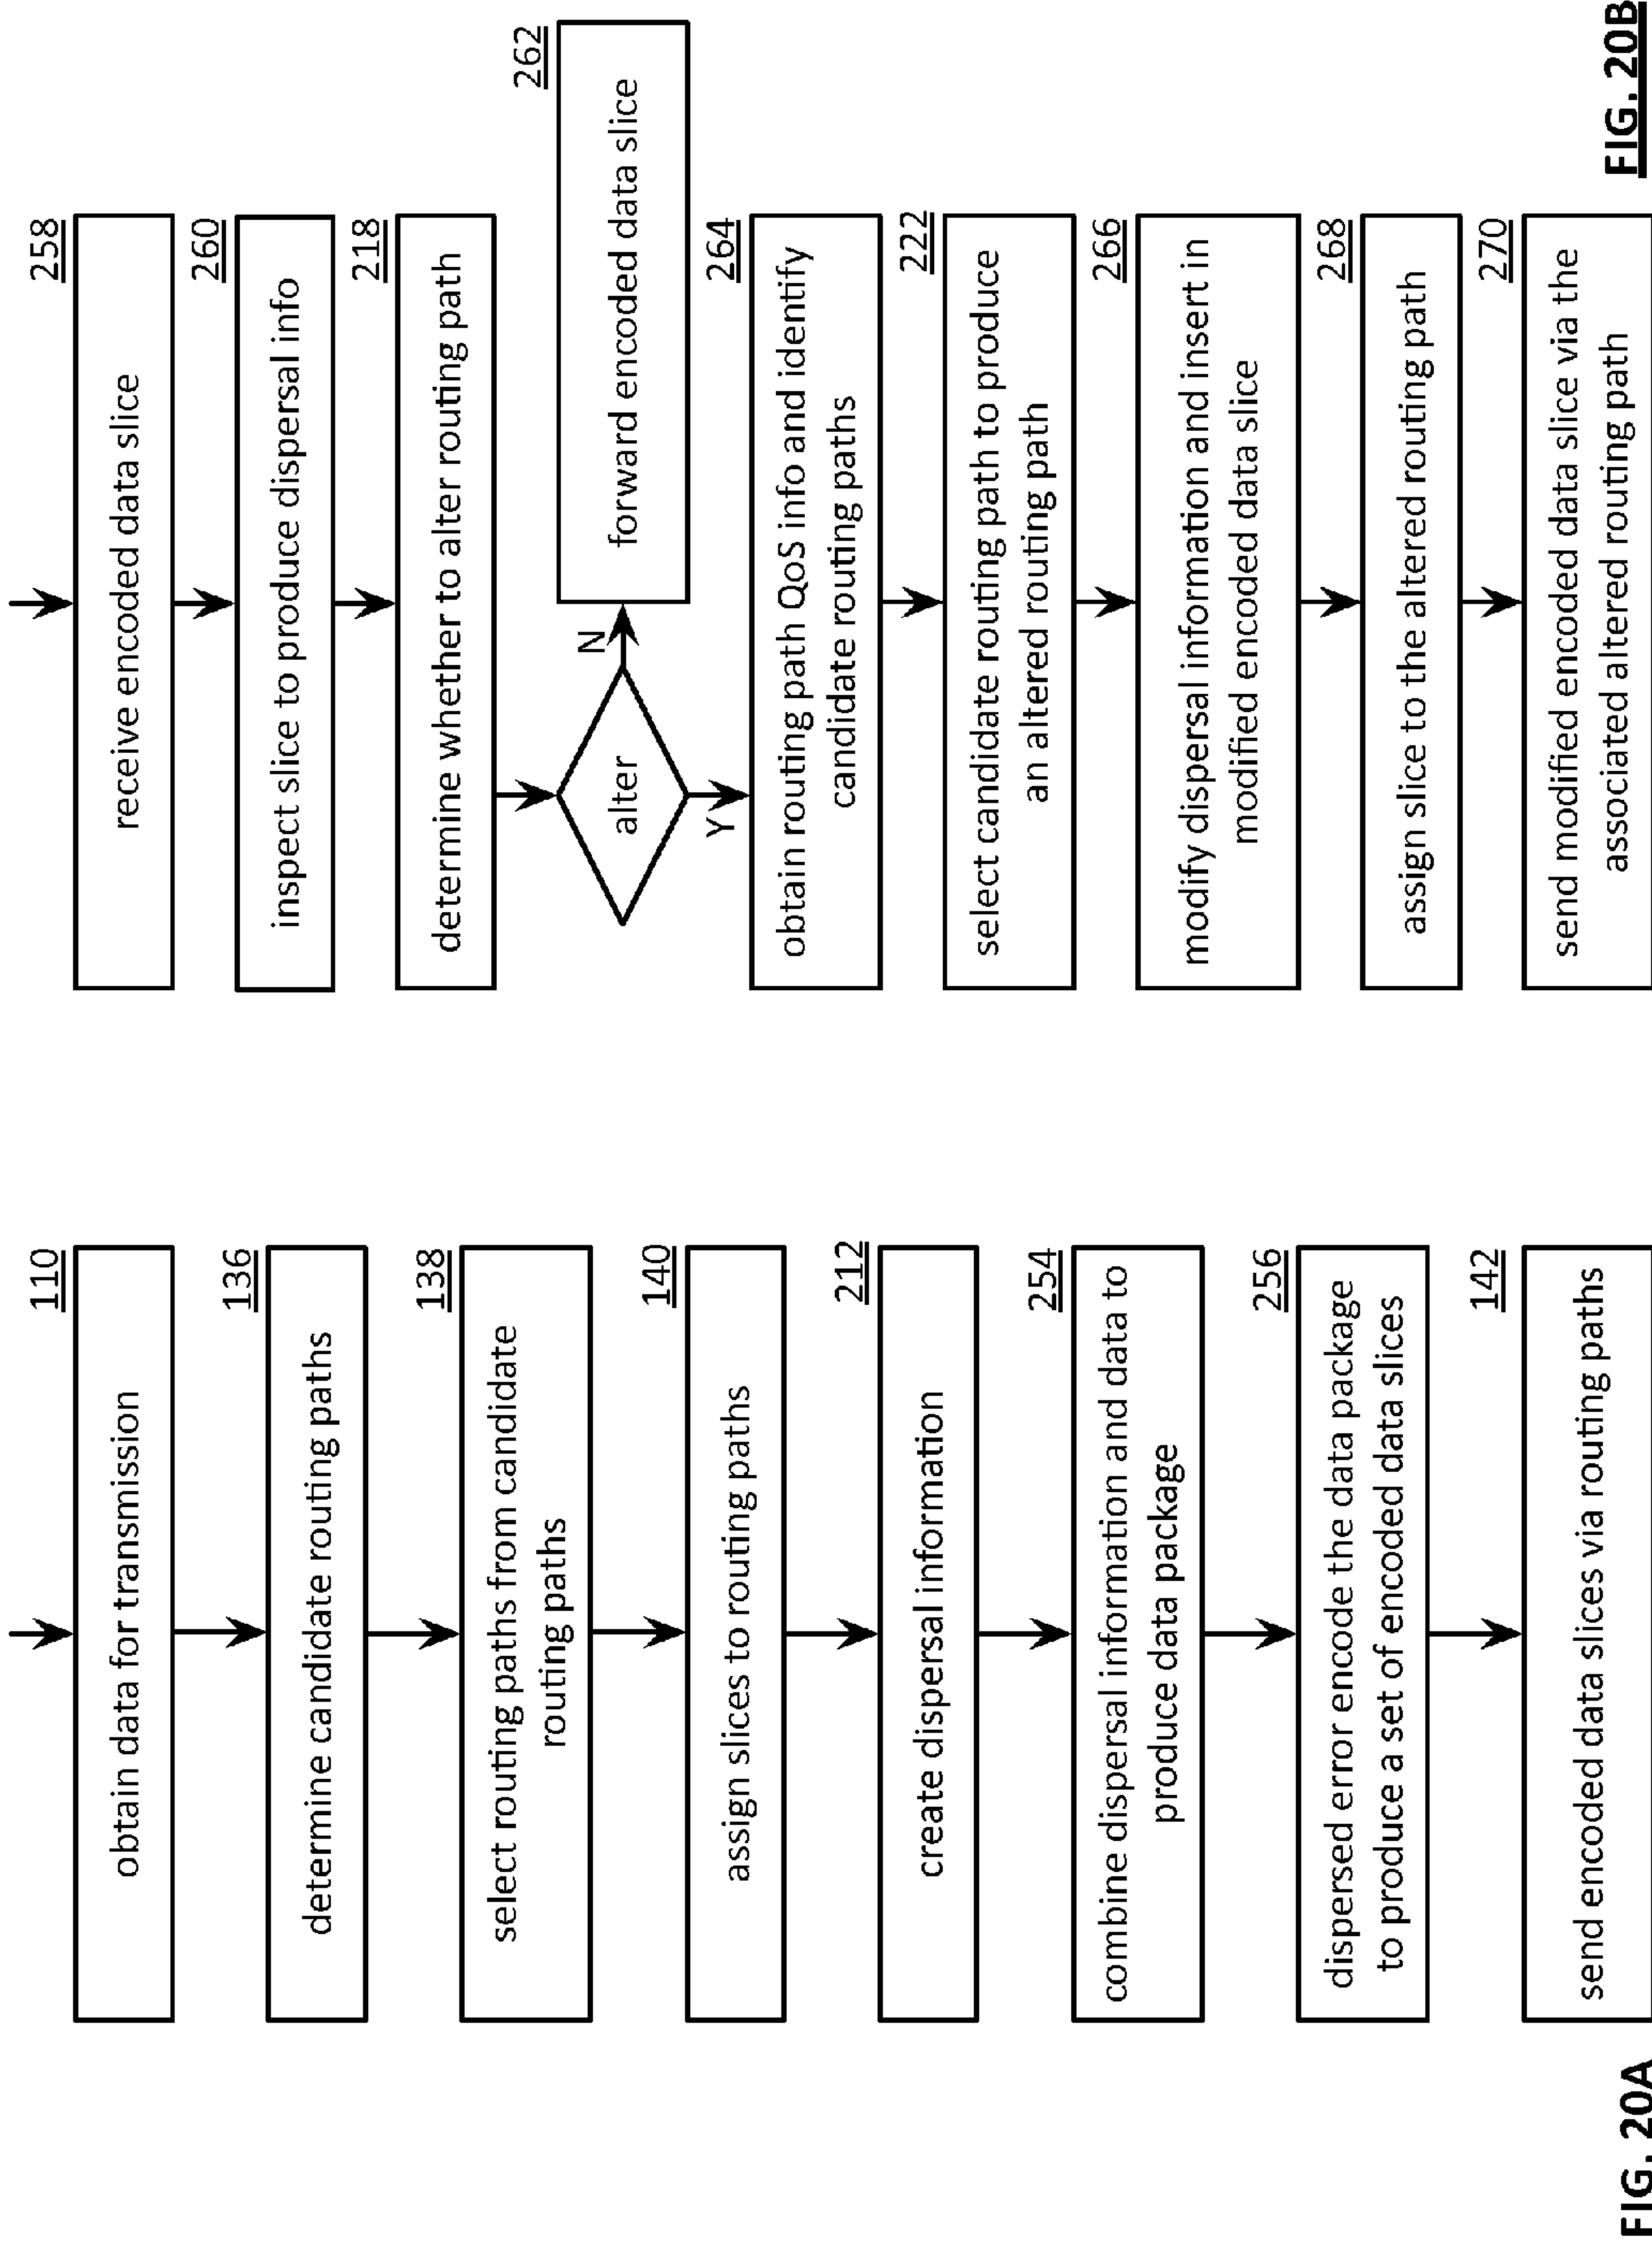 110
obtain data for transmission
136
determine candidate routing paths
138
select routing paths from candidate
routing paths
140
assign slices to routing paths
212
create dispersal information
254
combine dispersal information and data to
produce data package
256
dispersed error encode the data package
to produce a set of encoded data slices
142
send encoded data slices via routing paths
FIG. 20A
258
receive encoded data slice
260
inspect slice to produce dispersal info
218
determine whether to alter routing path
alter
N
262
forward encoded data slice
Y
264
obtain routing path QoS info and identify
candidate routing paths
222
select candidate routing path to produce
an altered routing path
266
modify dispersal information and insert in
modified encoded data slice
268
assign slice to the altered routing path
270
send modified encoded data slice via the
associated altered routing path
FIG. 20B